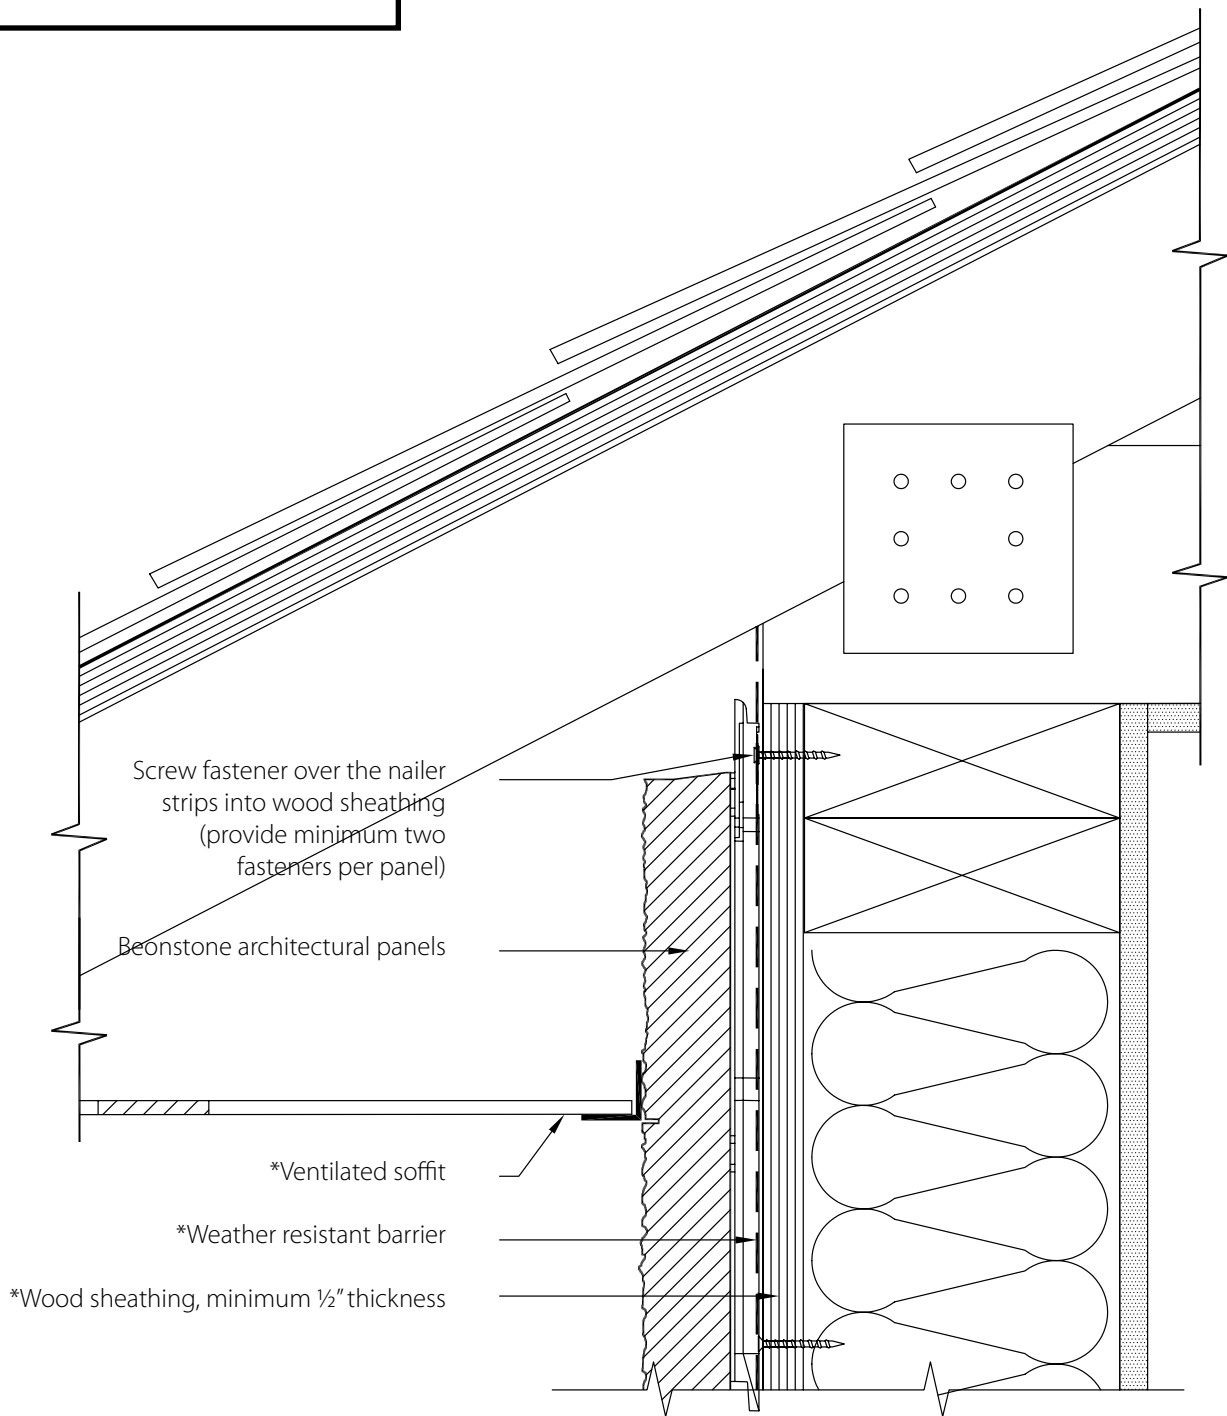 Screw fastener over the nailer
strips into wood sheathing
(provide minimum two
fasteners per panel)
Beonstone architectural panels
*Ventilated soffit
*Weather resistant barrier
*Wood sheathing, minimum ½” thickness